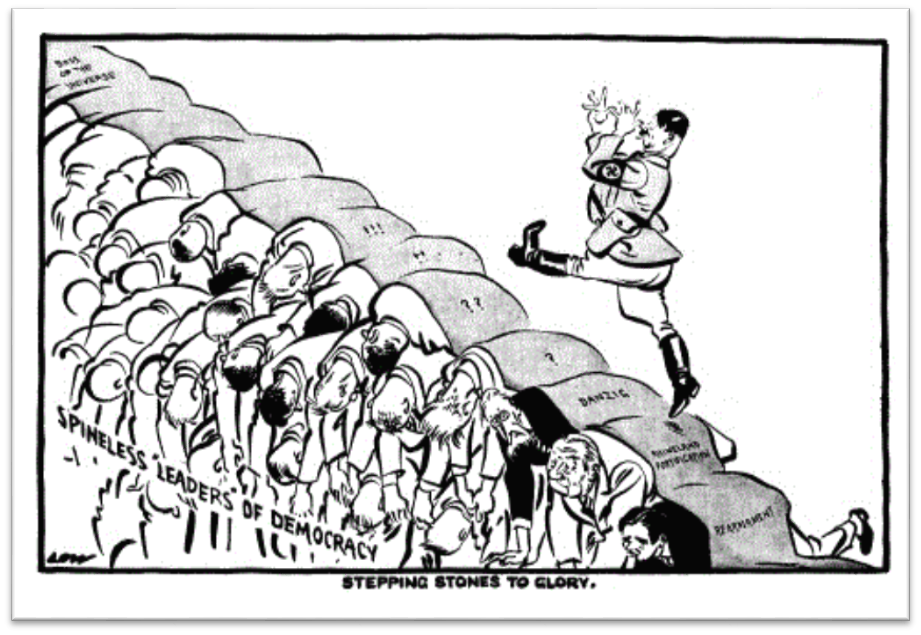 BOSS
OF THE
UNIVERSE
!!!
!!
??
?
DANZIG
RHINELAND
FORTIFICATION
REARMAMENT
SPINELESS "LEADERS" OF DEMOCRACY
LOW
STEPPING STONES TO GLORY.